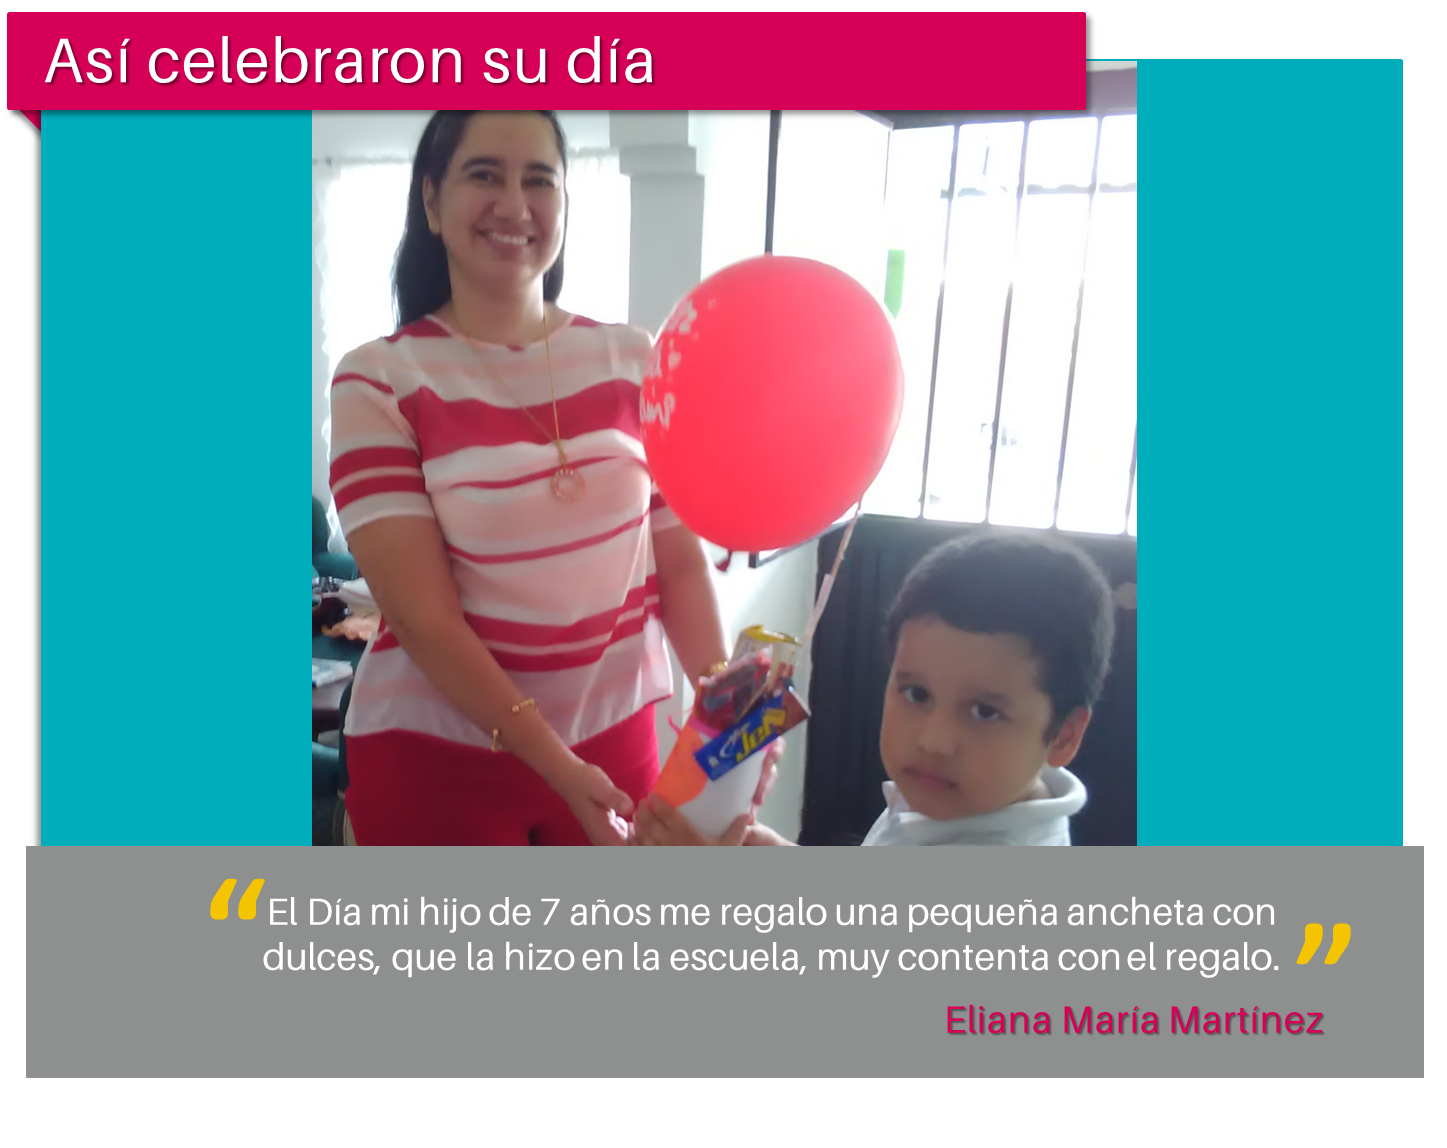 Así celebraron su día
Jet
“El Día mi hijo de 7 años me regalo una pequeña ancheta con
dulces, que la hizo en la escuela, muy contenta con el regalo.”
Eliana María Martínez